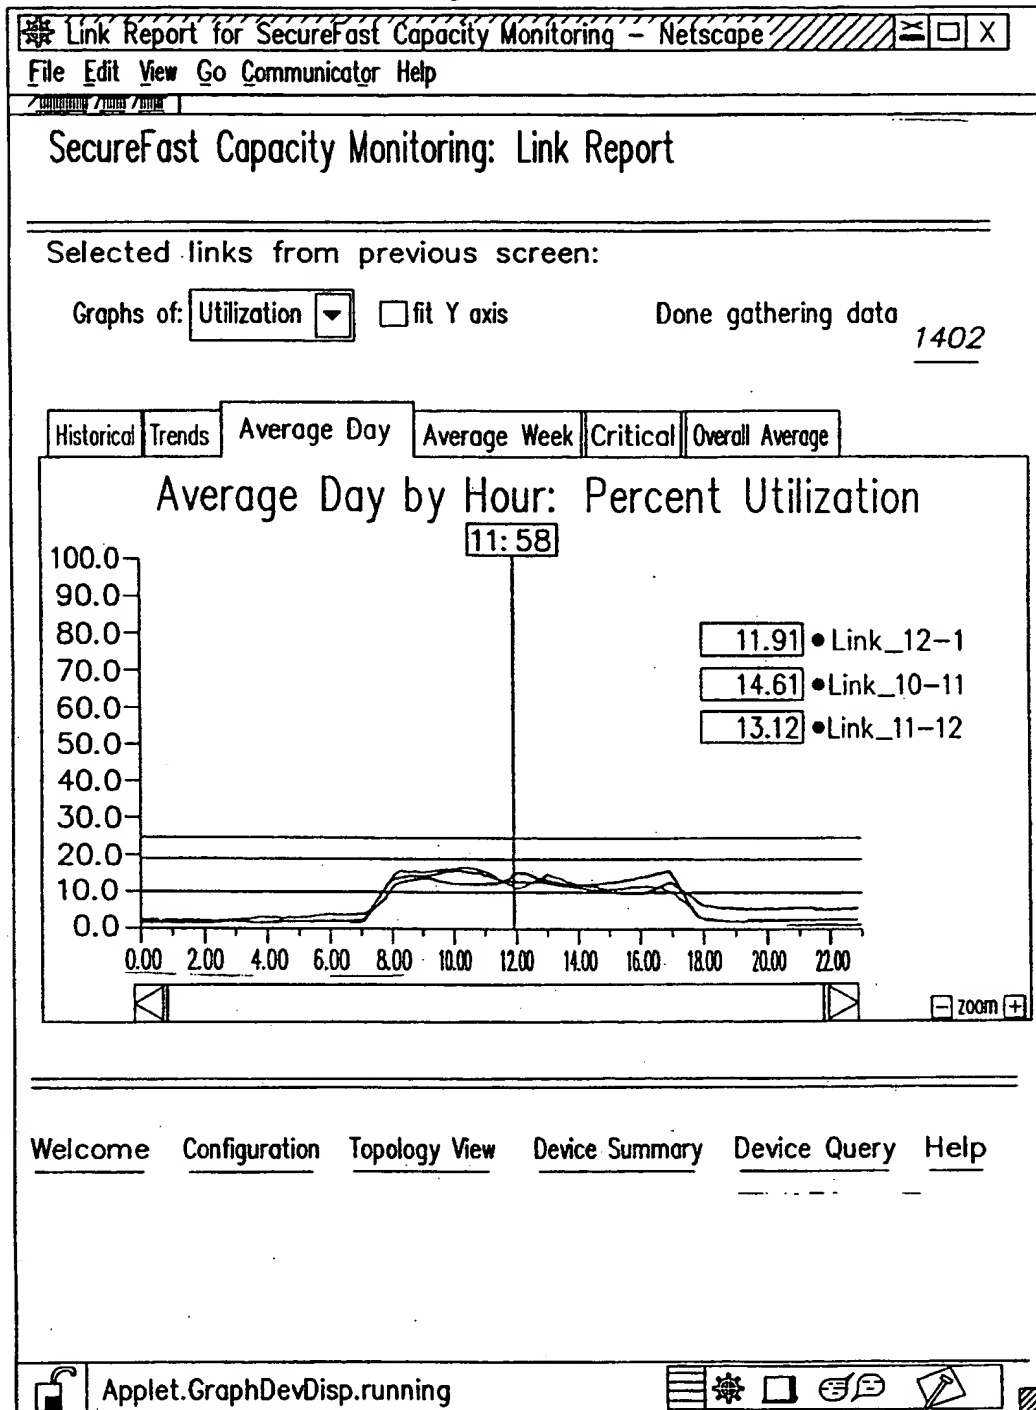 Link Report for SecureFast Capacity Monitoring – Netscape X
File Edit View Go Communicator Help
SecureFast Capacity Monitoring: Link Report
Selected links from previous screen:
Graphs of: Utilization fit Y axis Done gathering data
1402
Historical Trends Average Day Average Week Critical Overall Average
Average Day by Hour: Percent Utilization
11:58
100.0
90.0
80.0
70.0
60.0
50.0
40.0
30.0
20.0
10.0
0.0
11.91 Link_12-1
14.61 Link_10-11
13.12 Link_11-12
0.00 2.00 4.00 6.00 8.00 10.00 12.00 14.00 16.00 18.00 20.00 22.00
- zoom +
Welcome Configuration Topology View Device Summary Device Query Help
Applet.GraphDevDisp.running